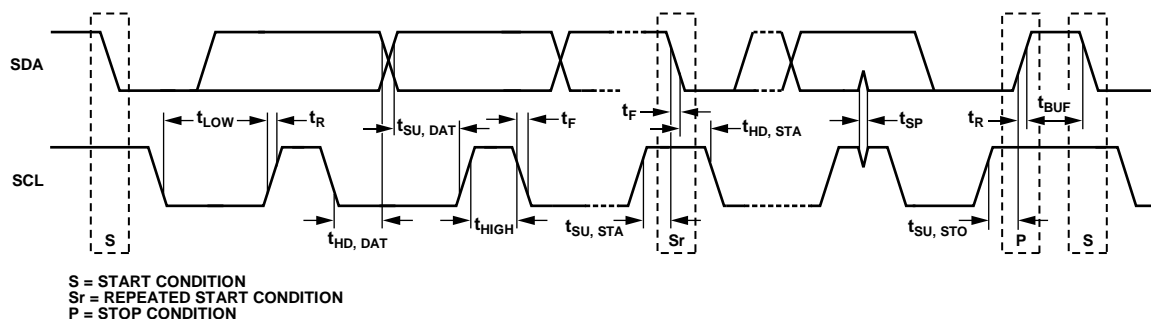 SDA
tLOW
tR
tSU, DAT
tF
tF
tHD, STA
tSP
tR
tBUF
SCL
tHD, DAT
tHIGH
tSU, STA
tSU, STO
S
Sr
P
S
S = START CONDITION
Sr = REPEATED START CONDITION
P = STOP CONDITION